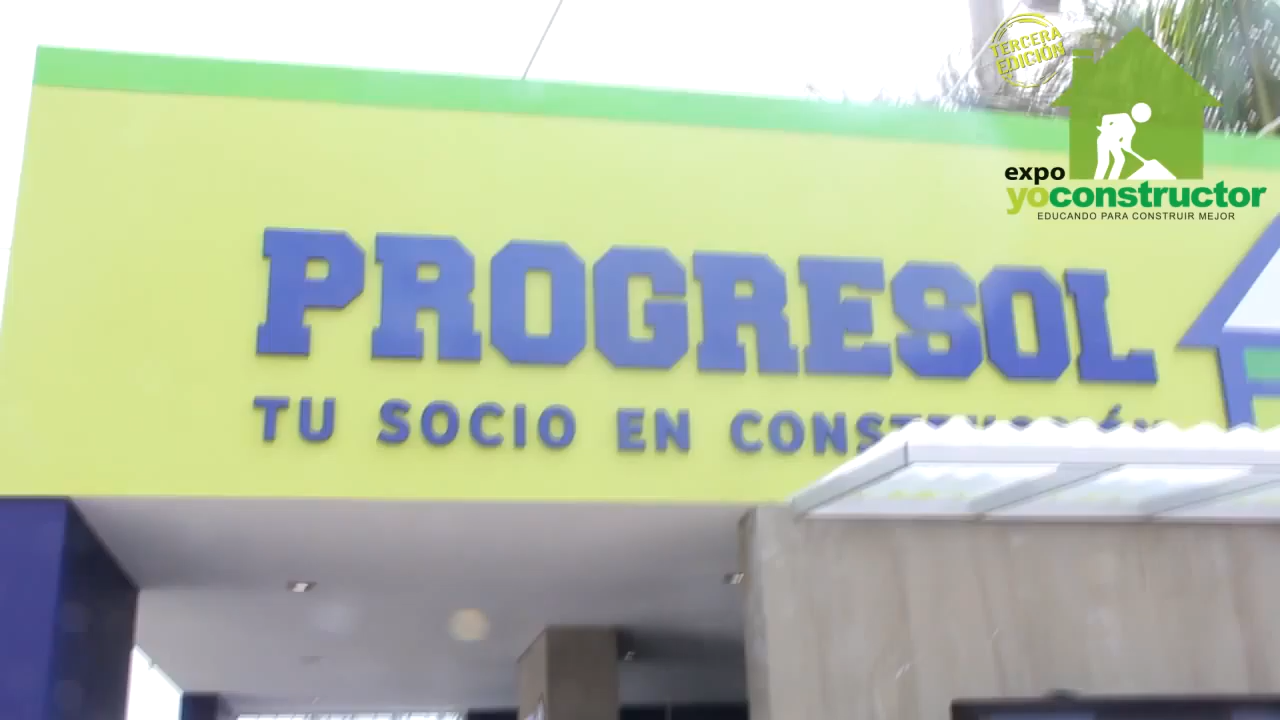 TERCERA
EDICIÓN
expo
yoconstructor
EDUCANDO PARA CONSTRUIR MEJOR
PROGRESOL
TU SOCIO EN